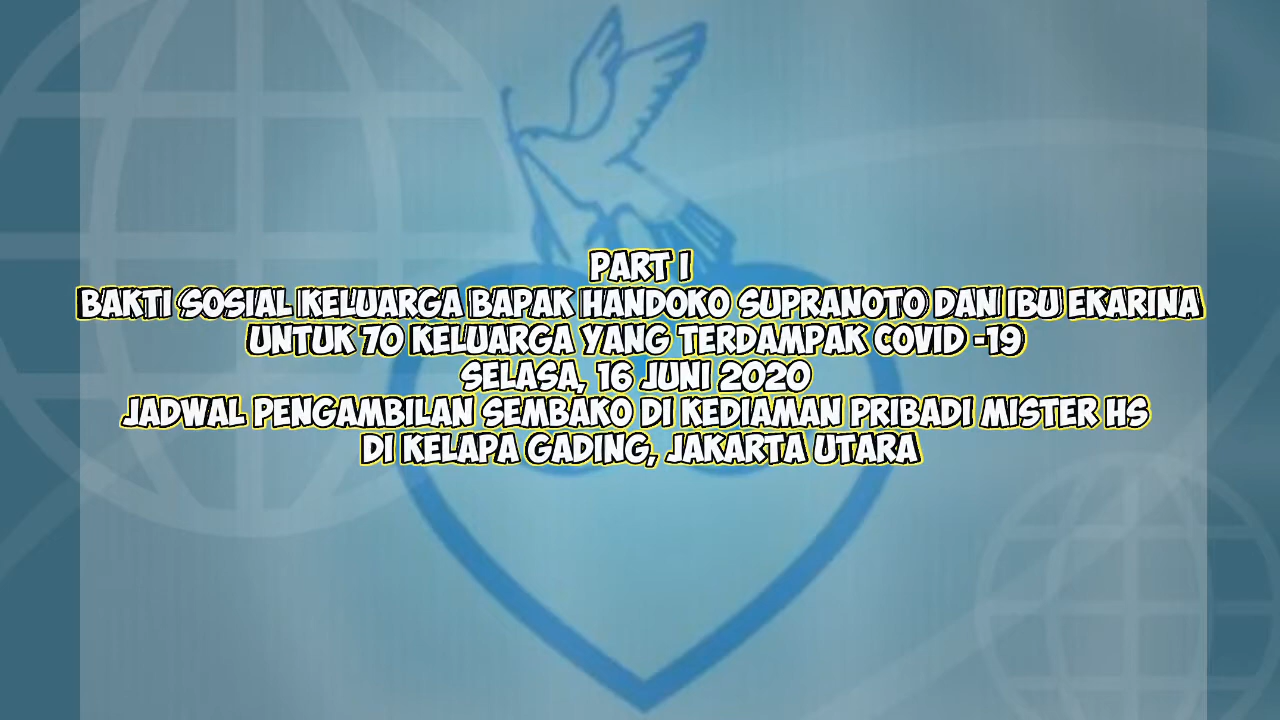 PART I
BAKTI SOSIAL KELUARGA BAPAK HANDOKO SUPRANOTO DAN IBU EKARINA
UNTUK 70 KELUARGA YANG TERDAMPAK COVID -19
SELASA, 16 JUNI 2020
JADWAL PENGAMBILAN SEMBAKO DI KEDIAMAN PRIBADI MISTER HS
DI KELAPA GADING, JAKARTA UTARA